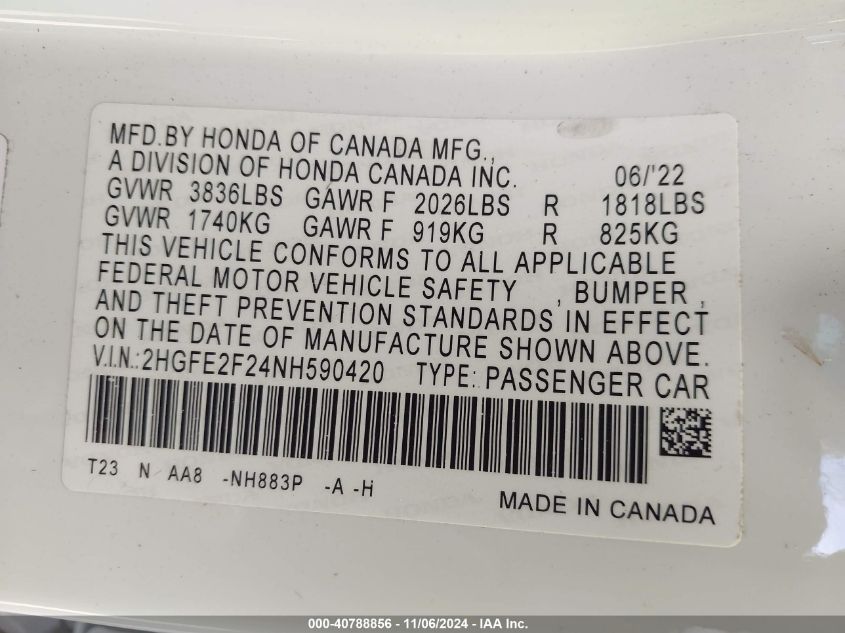 MFD.BY HONDA OF CANADA MFG.,
A DIVISION OF HONDA CANADA INC. 06/'22
GVWR 3836LBS GAWR F 2026LBS R 1818LBS
GVWR 1740KG GAWR F 919KG R 825KG
THIS VEHICLE CONFORMS TO ALL APPLICABLE
FEDERAL MOTOR VEHICLE SAFETY , BUMPER ,
AND THEFT PREVENTION STANDARDS IN EFFECT
ON THE DATE OF MANUFACTURE SHOWN ABOVE.
V.I.N.:2HGFE2F24NH590420 TYPE: PASSENGER CAR
T23 N AA8 -NH883P -A -H
MADE IN CANADA
000-40788856 - 11/06/2024 - IAA Inc.